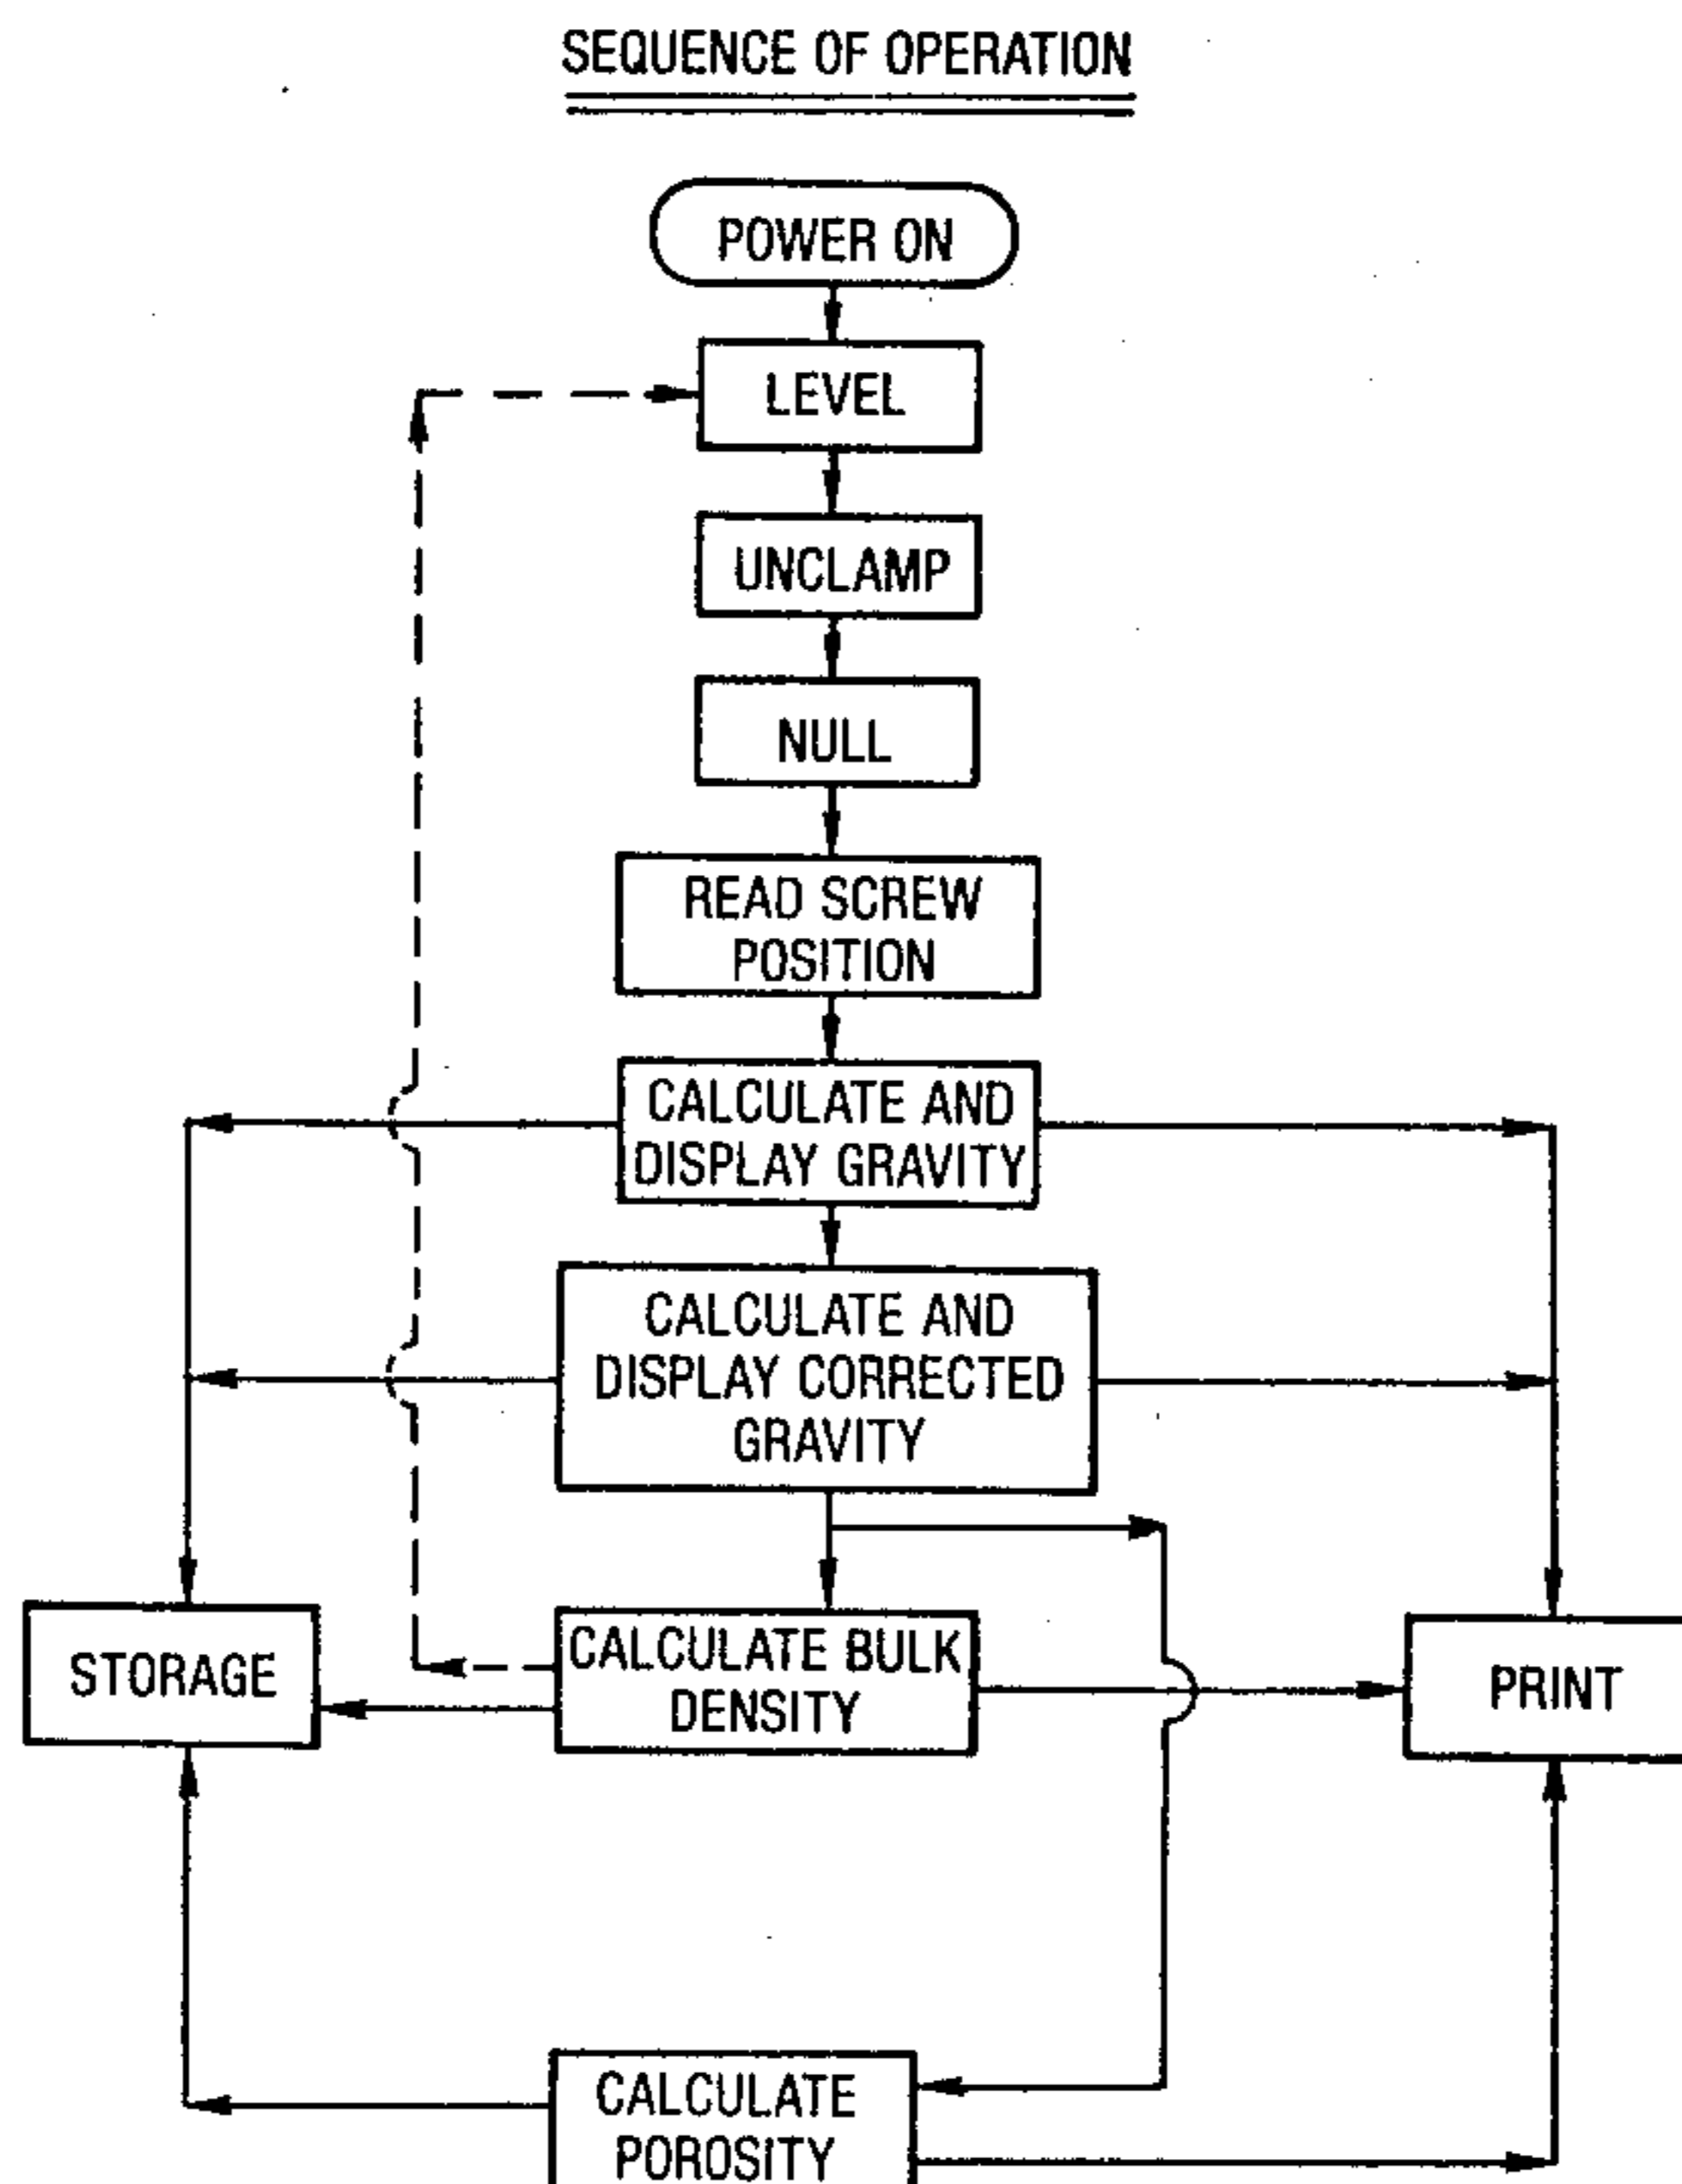 SEQUENCE OF OPERATION
POWER ON
LEVEL
UNCLAMP
NULL
READ SCREW
POSITION
CALCULATE AND
DISPLAY GRAVITY
CALCULATE AND
DISPLAY CORRECTED
GRAVITY
STORAGE
CALCULATE BULK
DENSITY
PRINT
CALCULATE
POROSITY